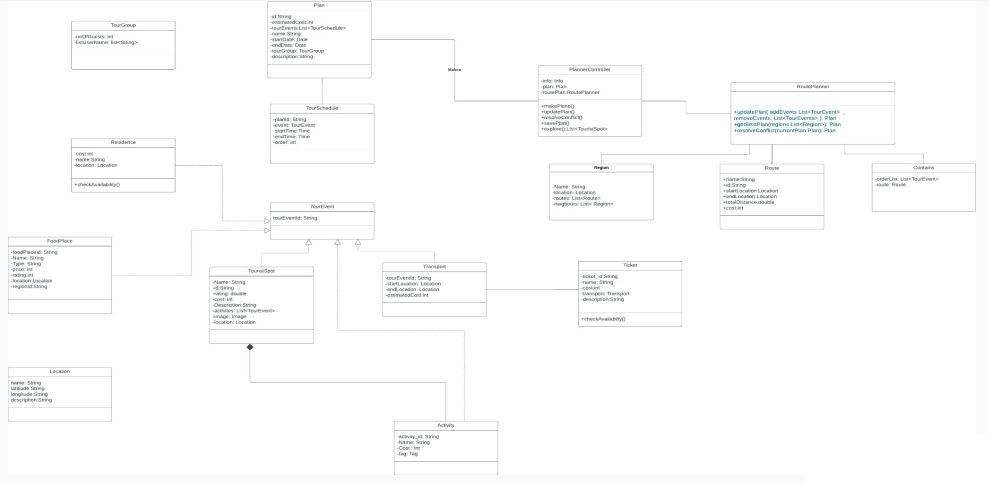 Plan
-id:String
-estimatedCost:int
-tourEvents:List<TourSchedule>
-name:String
-startDate: Date
-endDate: Date
-tourGroup: TourGroup
-description:String
TourGroup
-noOfGuests: int
-listUserName: list<String>
Makes
PlannerController
-info: Info
-plan: Plan
-routePlan:RoutePlanner
+makePlane()
+updatePlan()
+resolveConfict()
+savePlan()
+explore():List<TouristSpot>
RoutePlanner
+updatePlan( addEvents List<TourEvent> ,
removeEvents: List<TourEvents> ): Plan
+getBestPlan(regions List<Region>): Plan
+resolveConflict(currentPlan Plan): Plan
TourSchedule
-planId: String
-event: TourEvent
-startTime:Time
-endTime: Time
-order: int
Residence
-cost:int
-name:String
-location: Location
+checkAvailability()
Region
-Name: String
-location: Location
-routes: List<Route>
-neigbours: List< Region>
Route
+name:String
+id:String
+startLocation:Location
+endLocation:Location
+totalDistance:double
+cost:int
Contains
-orderList: List<TourEvent>
-route: Route
TourEvent
tourEventId: String
FoodPlace
-foodPlaceId: String
-Name: String
-Type: String
-price: int
-rating:int
-location:Location
-regionId:String
TouristSpot
-Name: String
-id:String
-rating: double
-cost: int
-Description:String
-activites: List<TourEvent>
-image: Image
-location: Location
Transport
-tourEvenId: String
-startLocation: Location
-endLocation: Location
-estimatedCost:int
Ticket
-ticket_id:String
-name: String
-cost:int
-transport: Transport
-description:String
+checkAvailabilty()
Location
name: String
latitude:String
longitude:String
description:String
Activity
-activity_id: String
-Name: String
-Cost: int
-tag: Tag